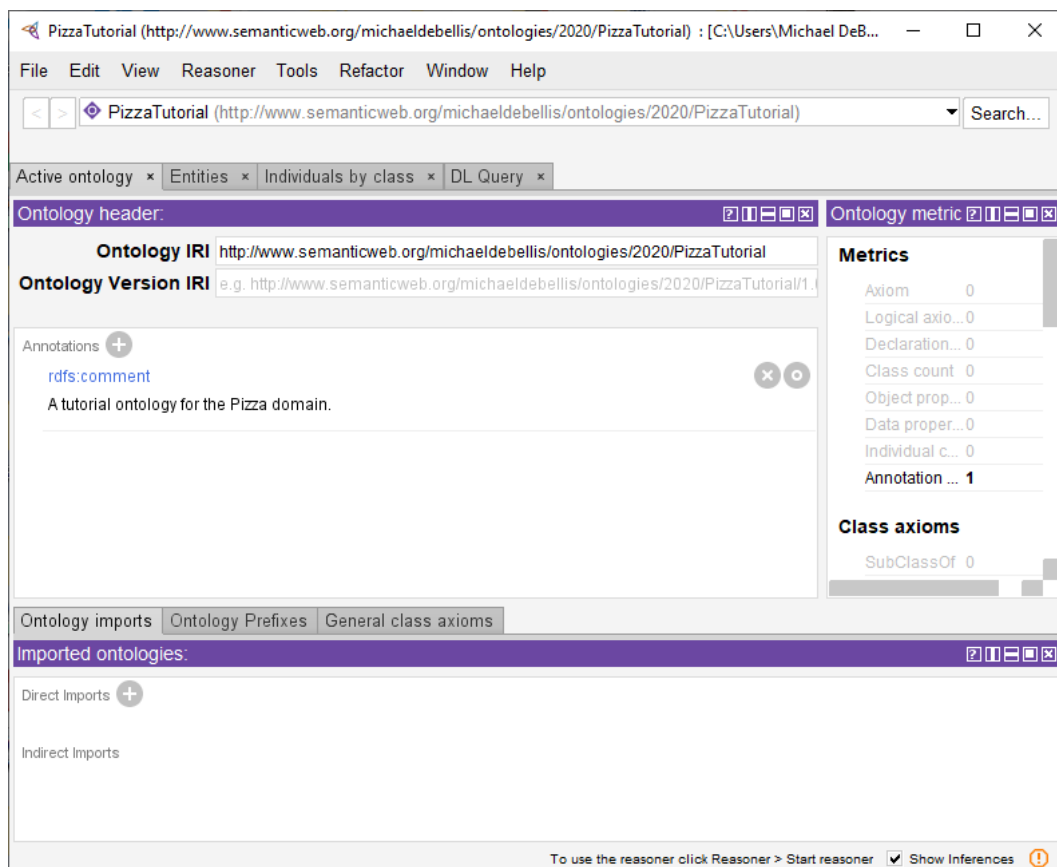 PizzaTutorial (http://www.semanticweb.org/michaeldebellis/ontologies/2020/PizzaTutorial) : [C:\Users\Michael DeB...
File Edit View Reasoner Tools Refactor Window Help
< > PizzaTutorial (http://www.semanticweb.org/michaeldebellis/ontologies/2020/PizzaTutorial) Search...
Active ontology × Entities × Individuals by class × DL Query ×
Ontology header: Ontology metric
Ontology IRI http://www.semanticweb.org/michaeldebellis/ontologies/2020/PizzaTutorial
Ontology Version IRI e.g. http://www.semanticweb.org/michaeldebellis/ontologies/2020/PizzaTutorial/1.
Annotations
rdfs:comment
A tutorial ontology for the Pizza domain.
Metrics
Axiom 0
Logical axio... 0
Declaration... 0
Class count 0
Object prop... 0
Data proper... 0
Individual c... 0
Annotation ... 1
Class axioms
SubClassOf 0
Ontology imports Ontology Prefixes General class axioms
Imported ontologies:
Direct Imports
Indirect Imports
To use the reasoner click Reasoner > Start reasoner Show Inferences